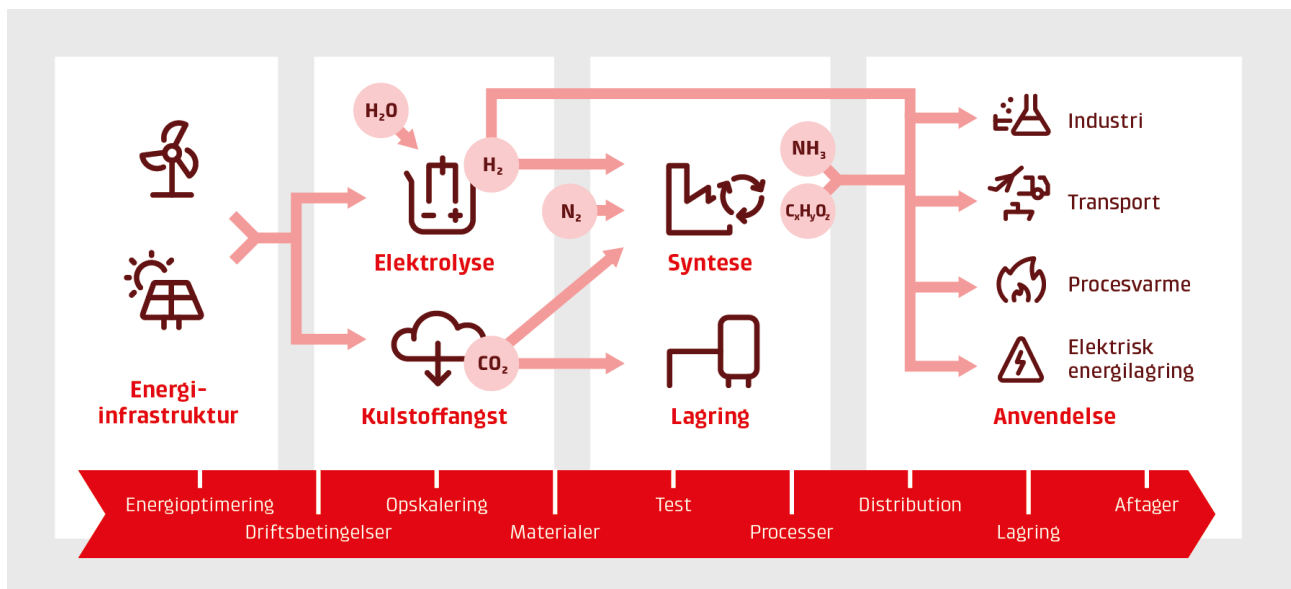 Energi-
infrastruktur
H₂O
H₂
N₂
Elektrolyse
CO₂
Kulstoffangst
Syntese
NH₃
CₓHᵧO₂
Lagring
Industri
Transport
Procesvarme
Elektrisk
energilagring
Anvendelse
Energioptimering
Driftsbetingelser
Opskalering
Materialer
Test
Processer
Distribution
Lagring
Aftager